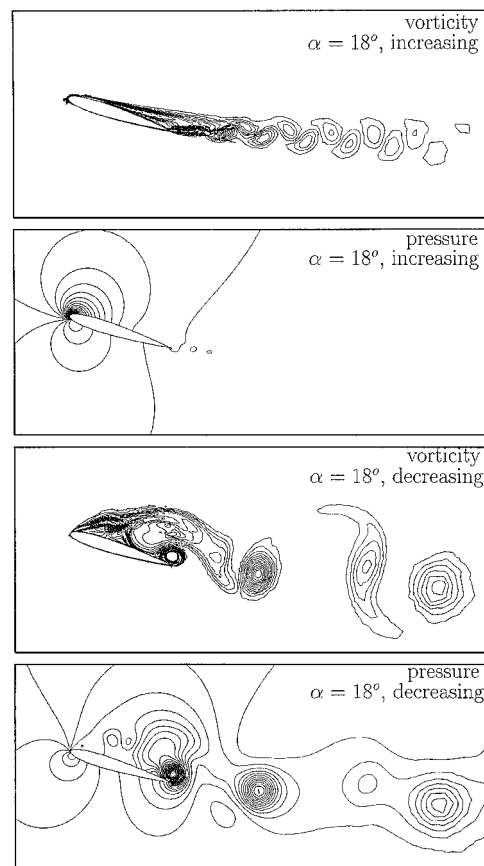 vorticity
α = 18°, increasing
pressure
α = 18°, increasing
vorticity
α = 18°, decreasing
pressure
α = 18°, decreasing